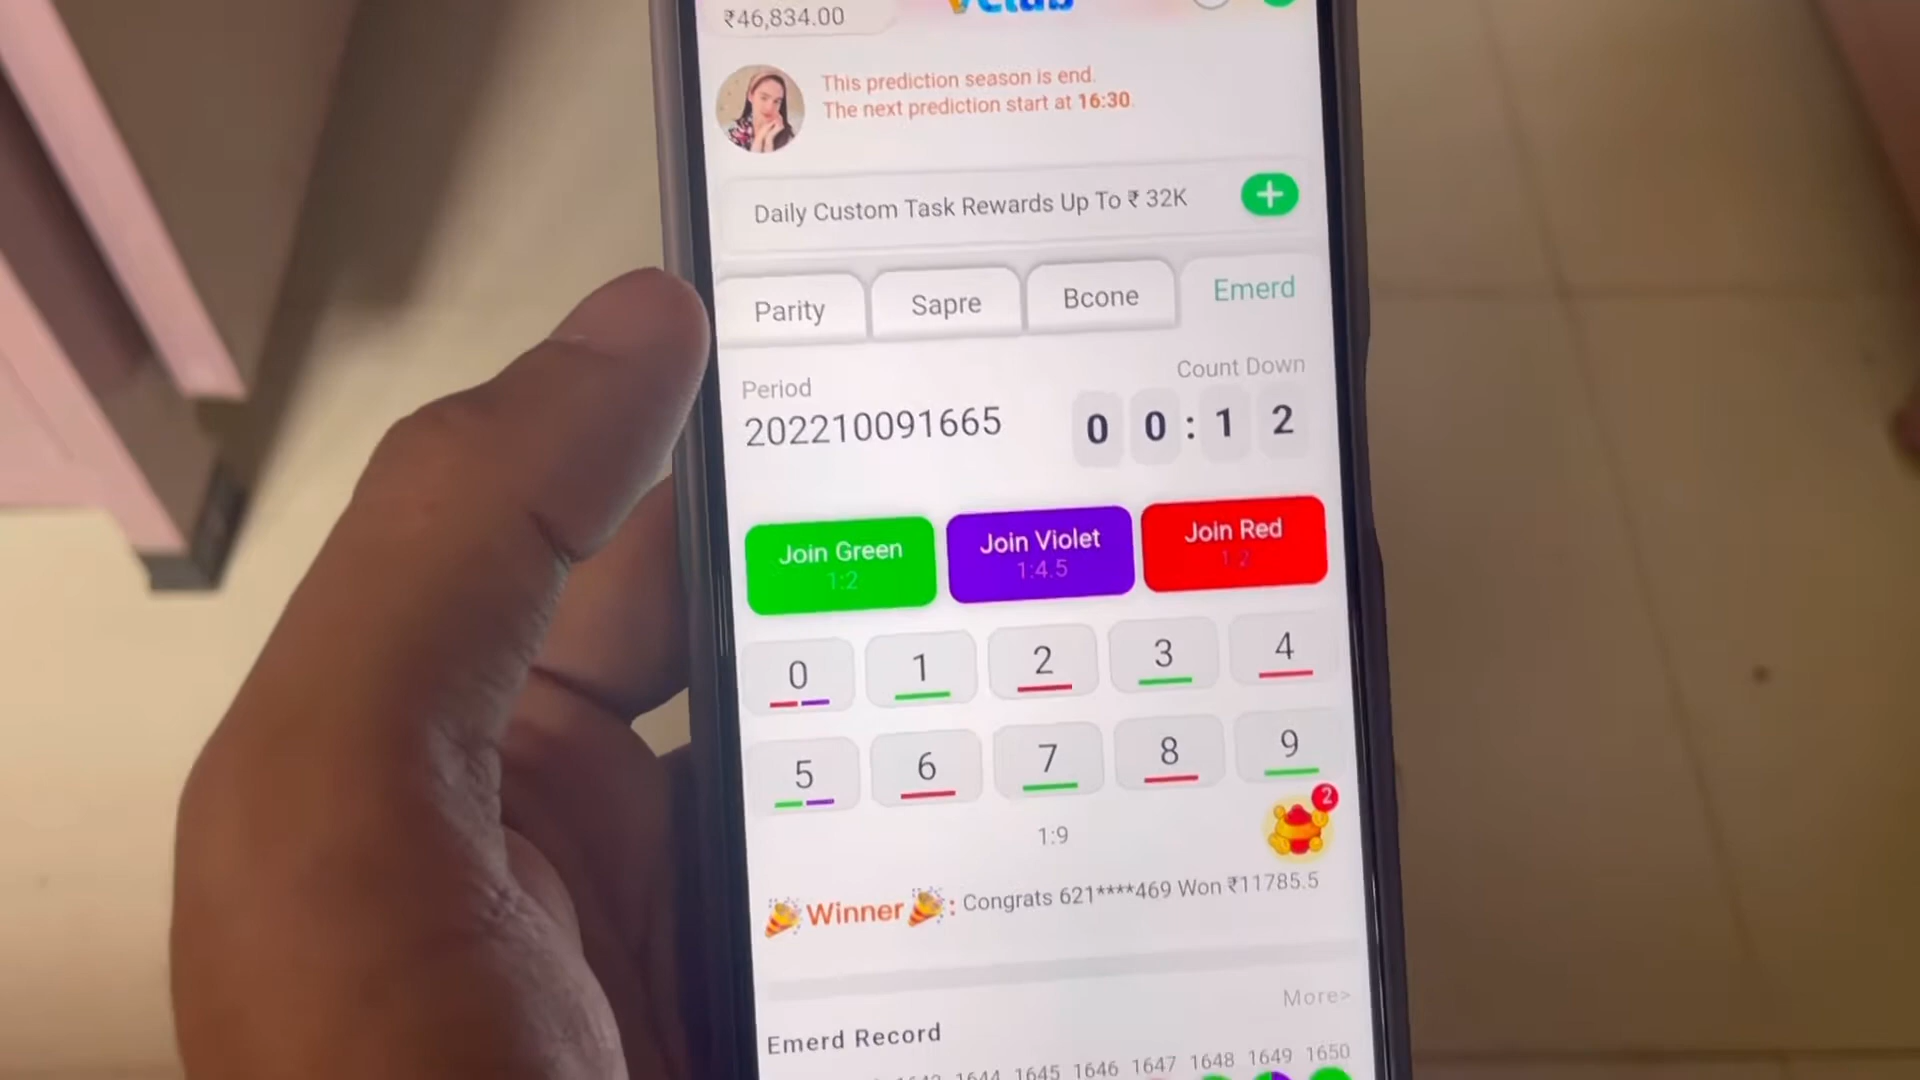 ₹46,834.00
Club
This prediction season is end.
The next prediction start at 16:30.
Daily Custom Task Rewards Up To ₹ 32K
Parity
Sapre
Bcone
Emerd
Period
Count Down
202210091665
0 0 : 1 2
Join Green
Join Violet
Join Red
1:2
1:4.5
1:2
0
1
2
3
4
5
6
7
8
9
2
1:9
Winner : Congrats 621****469 Won ₹11785.5
More>
Emerd Record
1644 1645 1646 1647 1648 1649 1650